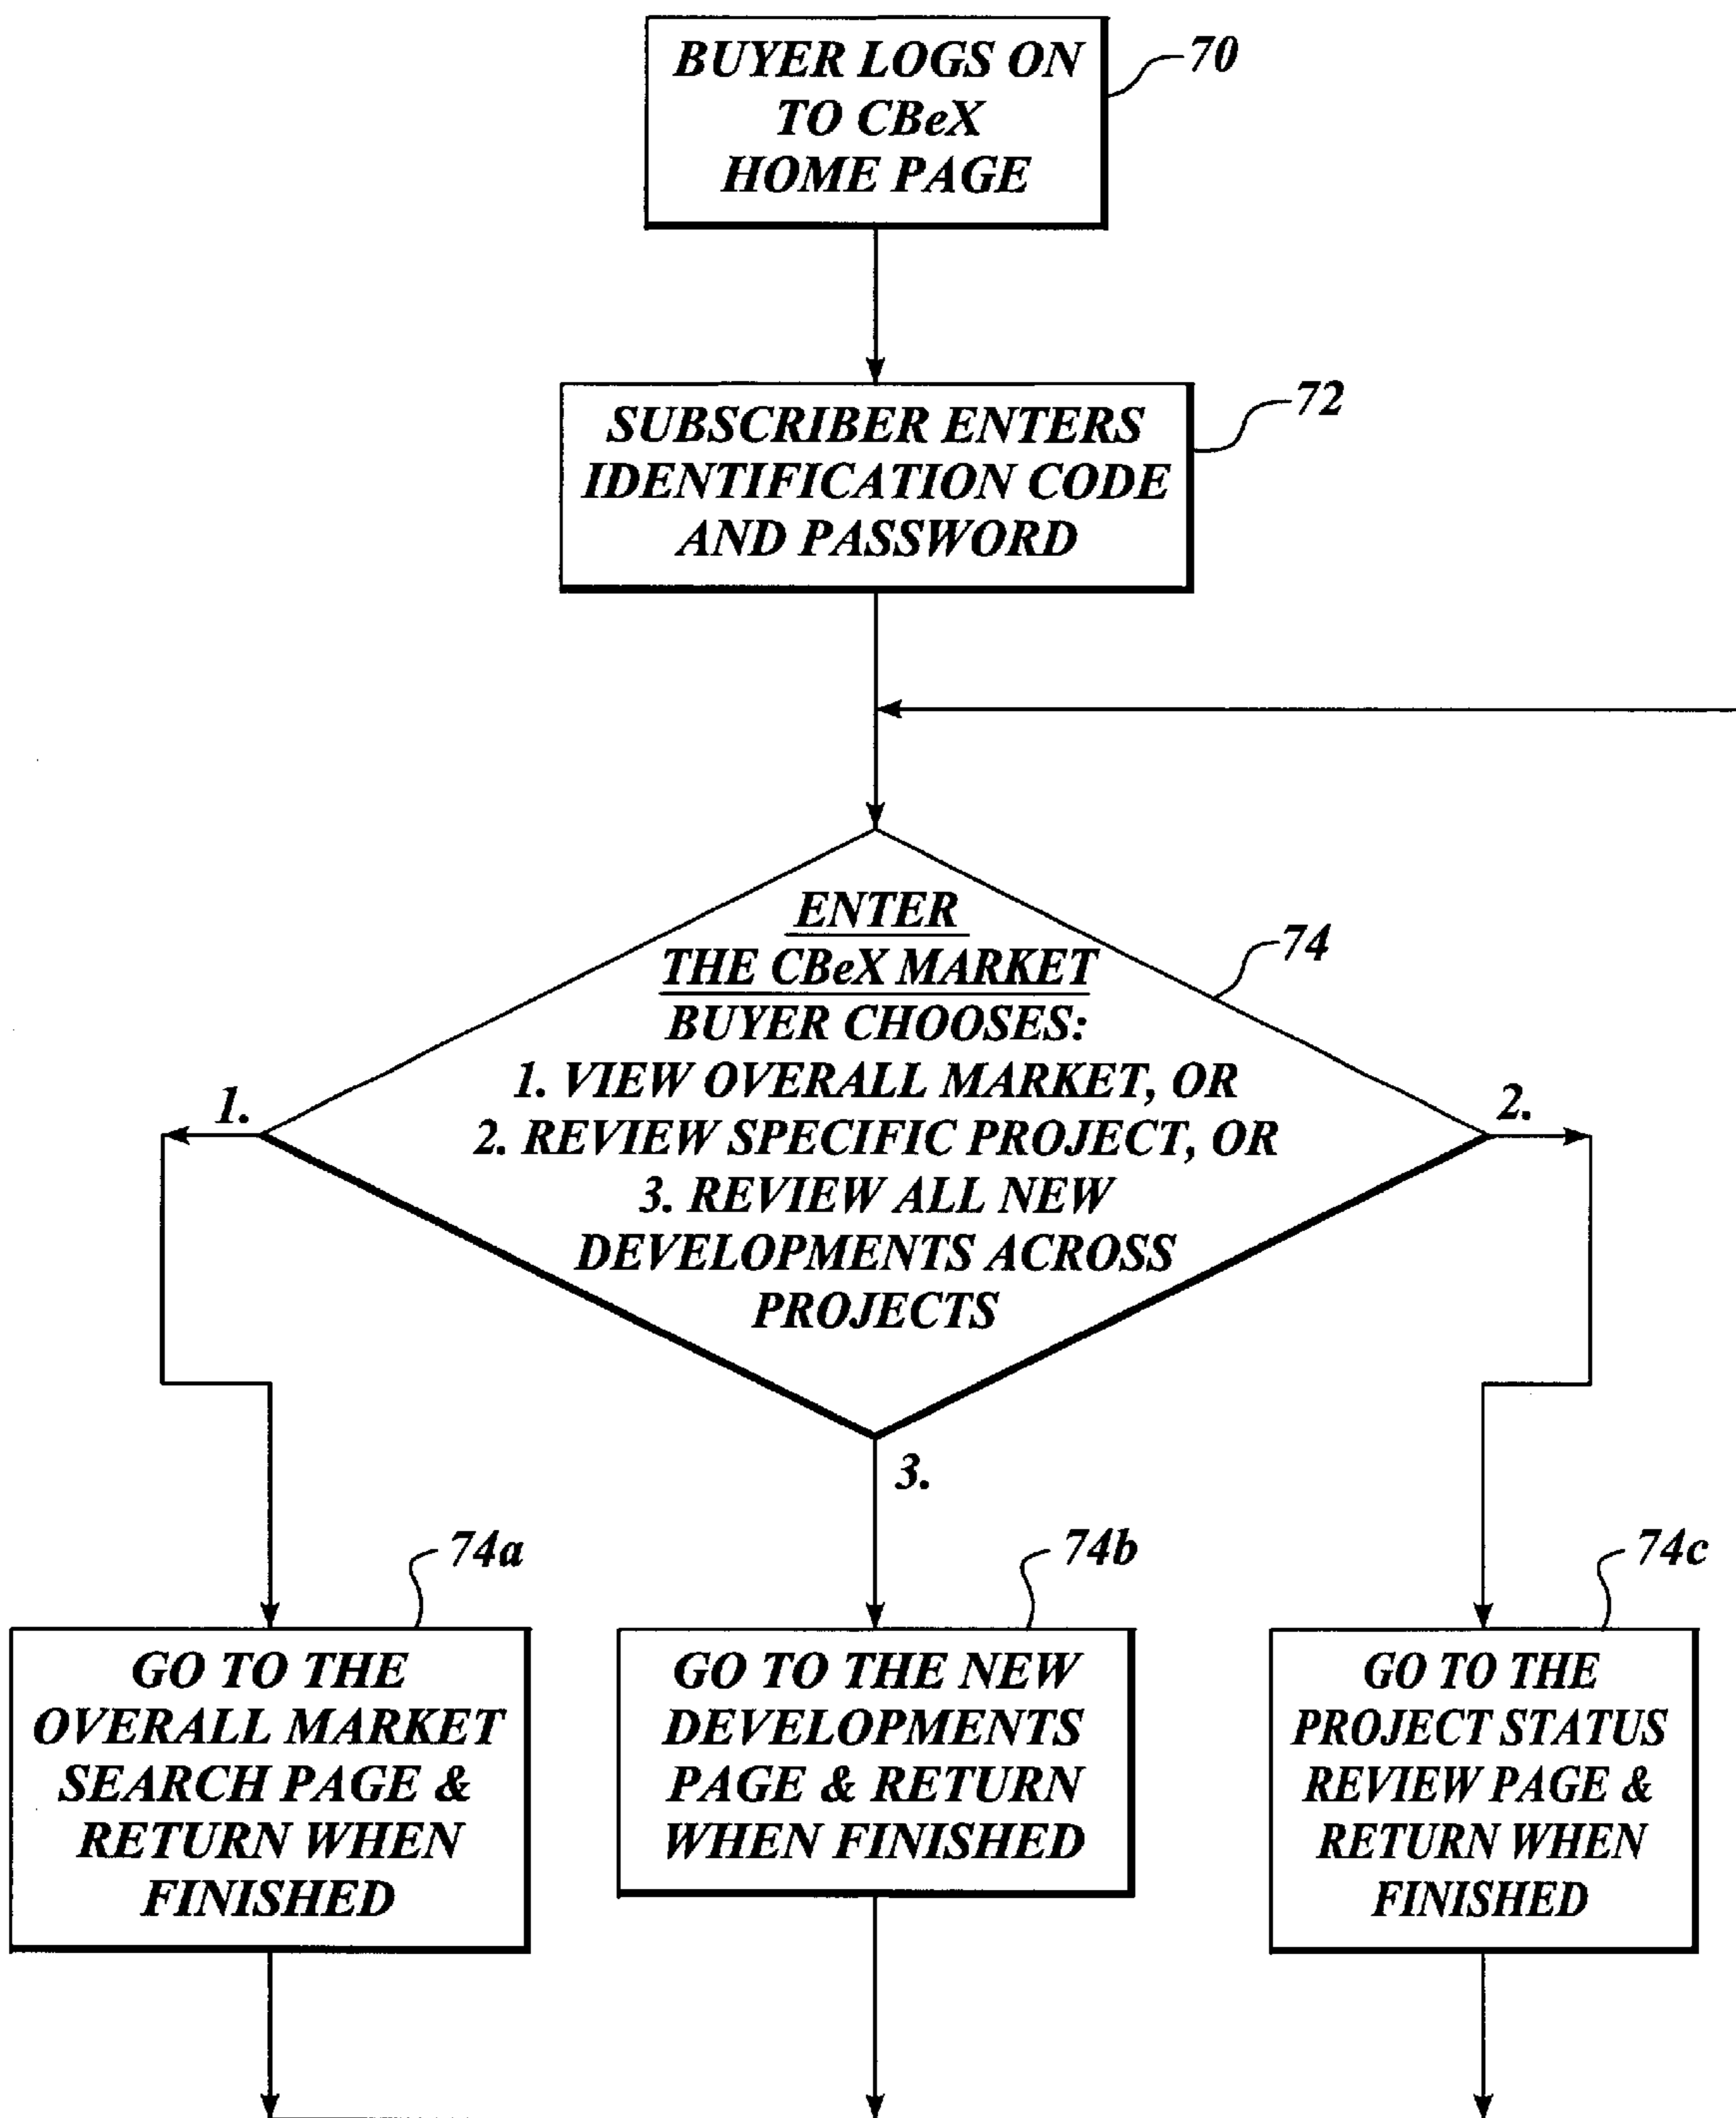 BUYER LOGS ON
TO CBeX
HOME PAGE
70
SUBSCRIBER ENTERS
IDENTIFICATION CODE
AND PASSWORD
72
ENTER
THE CBeX MARKET
BUYER CHOOSES:
1. VIEW OVERALL MARKET, OR
2. REVIEW SPECIFIC PROJECT, OR
3. REVIEW ALL NEW
DEVELOPMENTS ACROSS
PROJECTS
74
1.
2.
3.
74a
GO TO THE
OVERALL MARKET
SEARCH PAGE &
RETURN WHEN
FINISHED
74b
GO TO THE NEW
DEVELOPMENTS
PAGE & RETURN
WHEN FINISHED
74c
GO TO THE
PROJECT STATUS
REVIEW PAGE &
RETURN WHEN
FINISHED